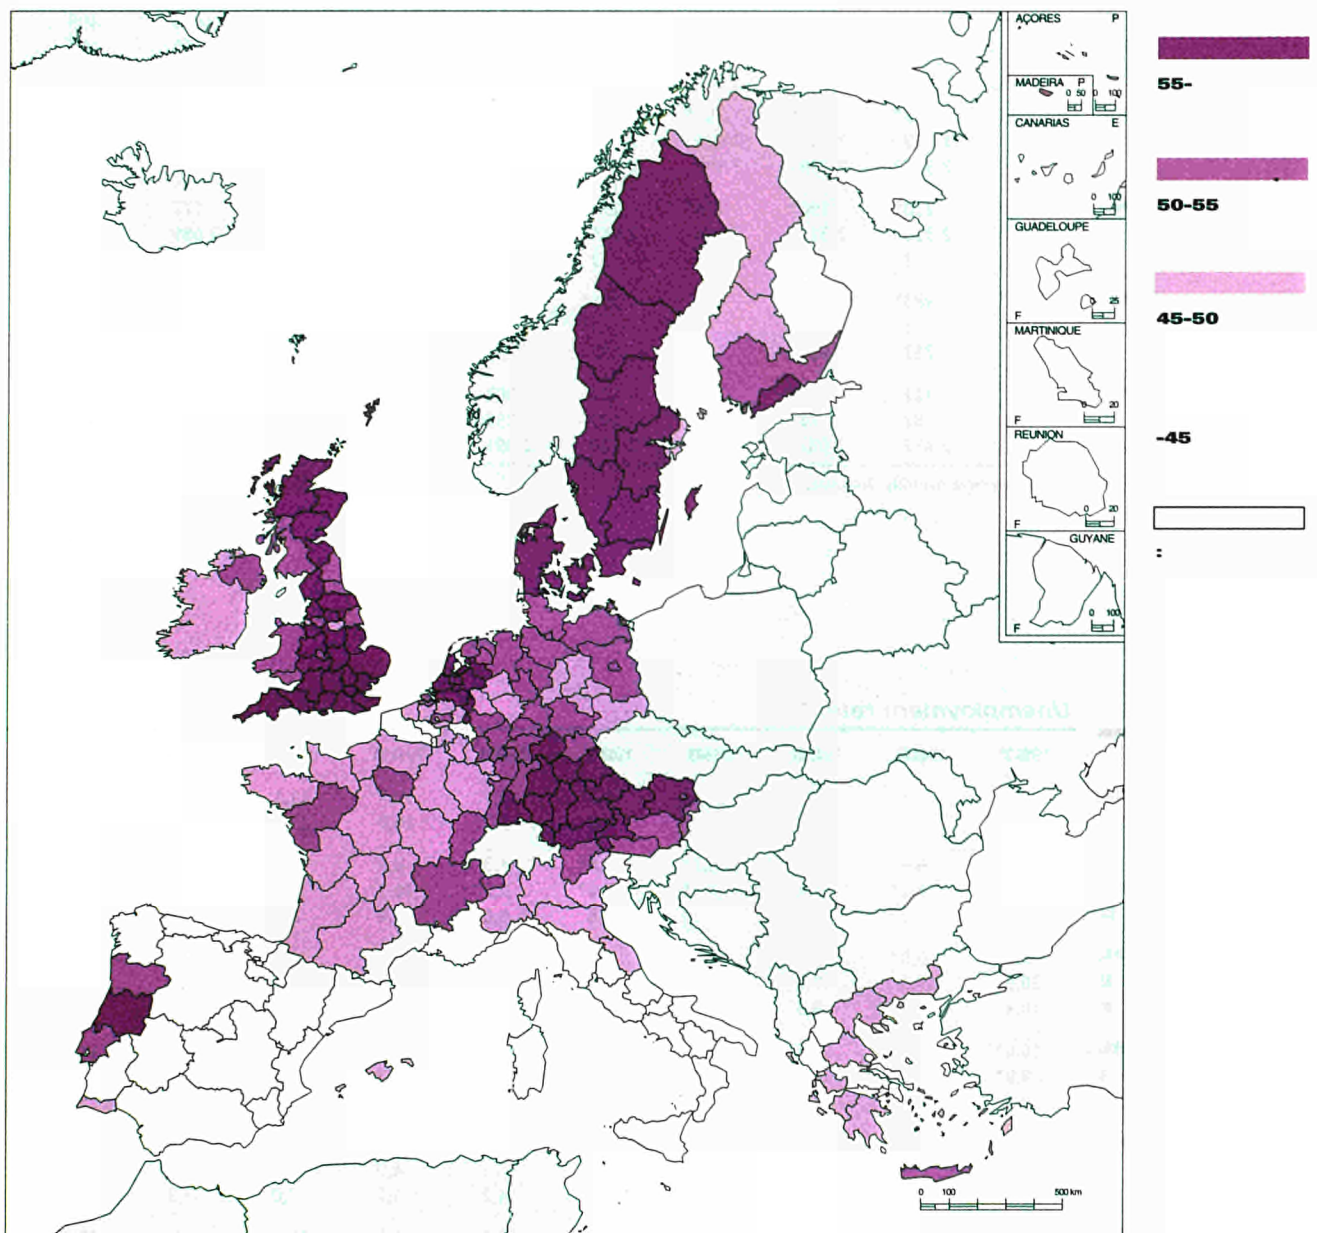 AÇORES P
MADEIRA P
0 50 0 100
CANARIAS E
0 100
GUADELOUPE
0 25
F
MARTINIQUE
0 20
F
REUNION
0 20
F
GUYANE
0 100
F
55-
50-55
45-50
-45
:
0 100 500 km